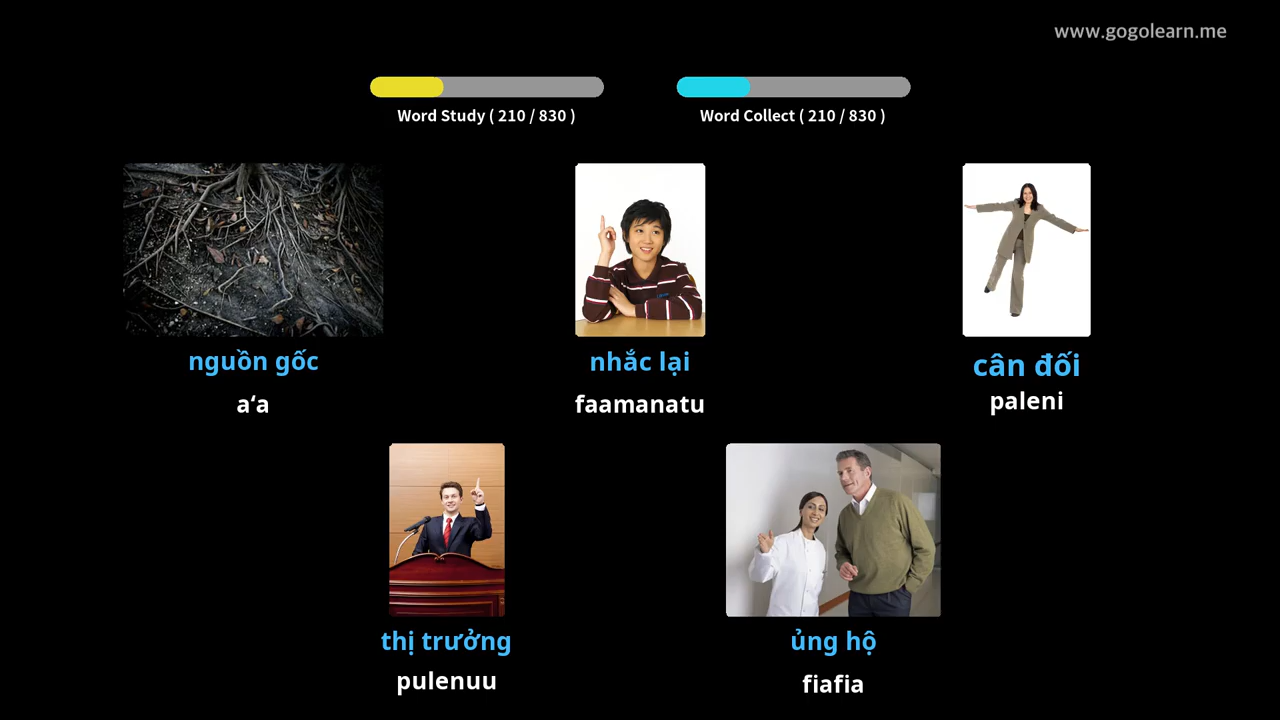 www.gogolearn.me
Word Study ( 210 / 830 )
Word Collect ( 210 / 830 )
nguồn gốc
aʻa
nhắc lại
faamanatu
cân đối
paleni
thị trưởng
pulenuu
ủng hộ
fiafia